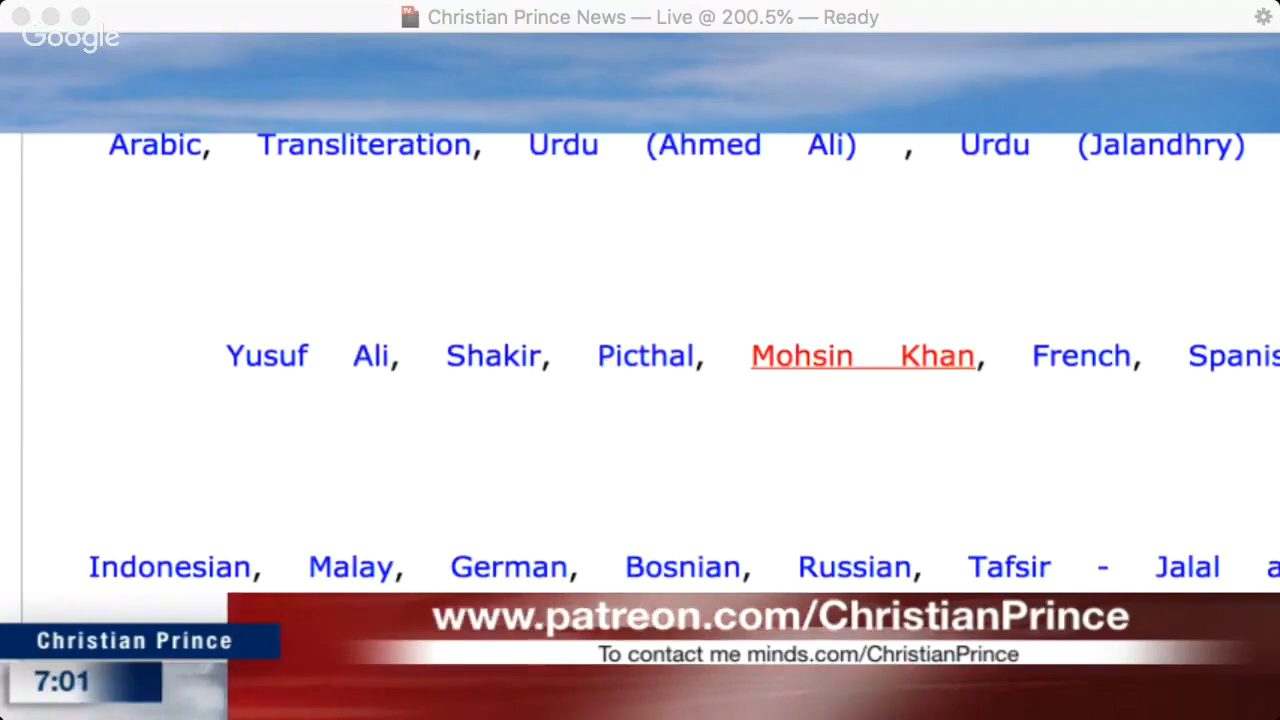 Christian Prince News — Live @ 200.5% — Ready
Google
Arabic, Transliteration, Urdu (Ahmed Ali) , Urdu (Jalandhry)
Yusuf Ali, Shakir, Picthal, Mohsin Khan, French, Spanis
Indonesian, Malay, German, Bosnian, Russian, Tafsir - Jalal a
www.patreon.com/ChristianPrince
Christian Prince
To contact me minds.com/ChristianPrince
7:01